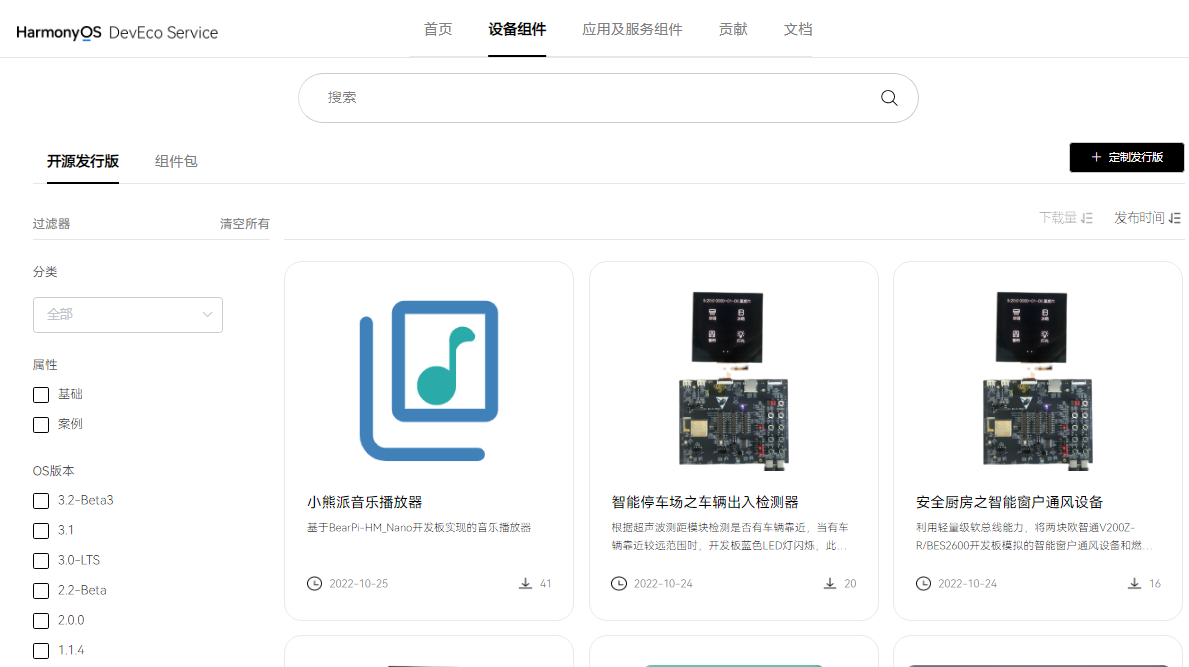 HarmonyOS DevEco Service
首页
设备组件
应用及服务组件
贡献
文档
搜索
开源发行版
组件包
+ 定制发行版
过滤器
清空所有
下载量
发布时间
分类
全部
属性
基础
案例
OS版本
3.2-Beta3
3.1
3.0-LTS
2.2-Beta
2.0.0
1.1.4
小熊派音乐播放器
基于BearPi-HM_Nano开发板实现的音乐播放器
2022-10-25
41
智能停车场之车辆出入检测器
根据超声波测距模块检测是否有车辆靠近，当有车
辆靠近较远范围时，开发板蓝色LED灯闪烁，此...
2022-10-24
20
安全厨房之智能窗户通风设备
利用轻量级软总线能力，将两块欧智通V200Z-
R/BES2600开发板模拟的智能窗户通风设备和燃...
2022-10-24
16